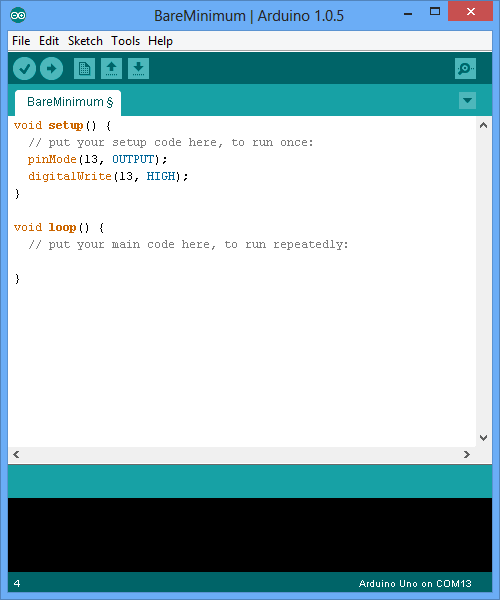 BareMinimum | Arduino 1.0.5
File Edit Sketch Tools Help
BareMinimum §
void setup() {
  // put your setup code here, to run once:
  pinMode(13, OUTPUT);
  digitalWrite(13, HIGH);
}
void loop() {
  // put your main code here, to run repeatedly:
}
4
Arduino Uno on COM13